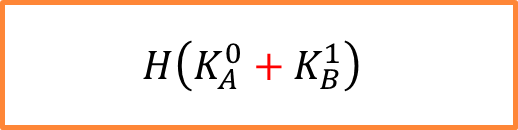 H(K_A^0 + K_B^1)